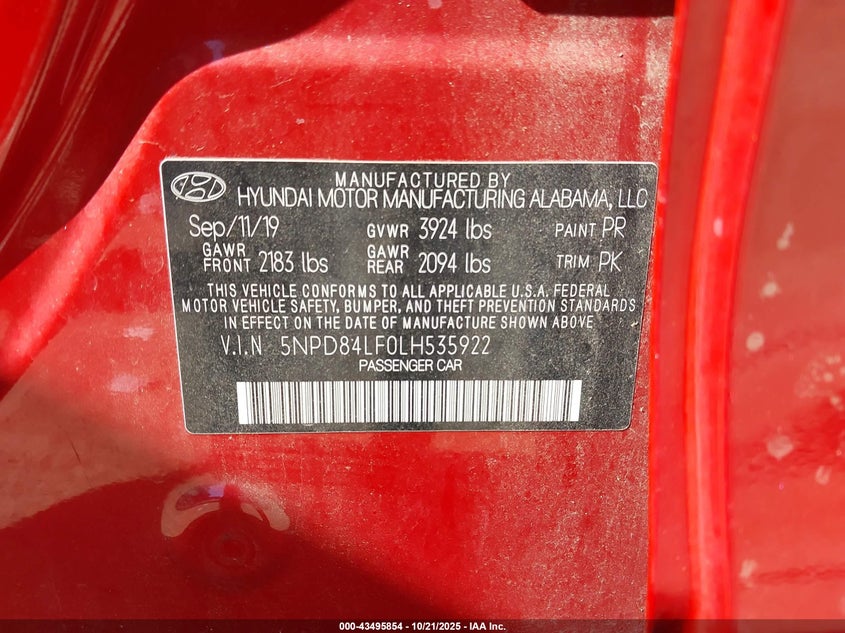 MANUFACTURED BY
HYUNDAI MOTOR MANUFACTURING ALABAMA, LLC
Sep/11/19 GVWR 3924 lbs PAINT PR
GAWR FRONT 2183 lbs GAWR REAR 2094 lbs TRIM PK
THIS VEHICLE CONFORMS TO ALL APPLICABLE U.S.A. FEDERAL
MOTOR VEHICLE SAFETY, BUMPER, AND THEFT PREVENTION STANDARDS
IN EFFECT ON THE DATE OF MANUFACTURE SHOWN ABOVE
V.I.N 5NPD84LF0LH535922
PASSENGER CAR
000-43495854 - 10/21/2025 - IAA Inc.